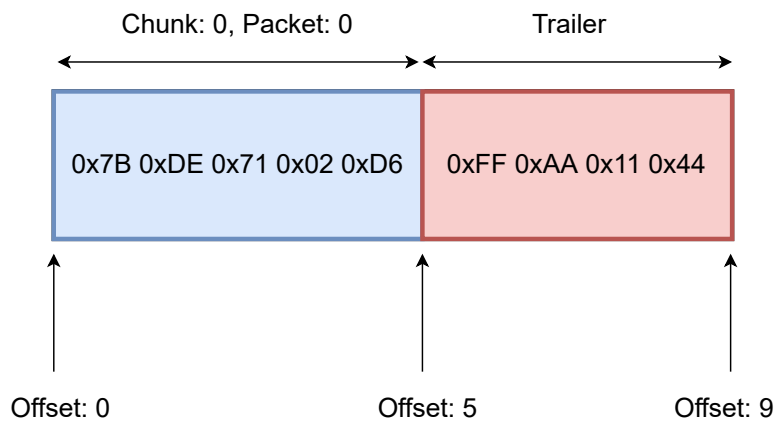 Chunk: 0, Packet: 0
Trailer
0x7B 0xDE 0x71 0x02 0xD6
0xFF 0xAA 0x11 0x44
Offset: 0
Offset: 5
Offset: 9